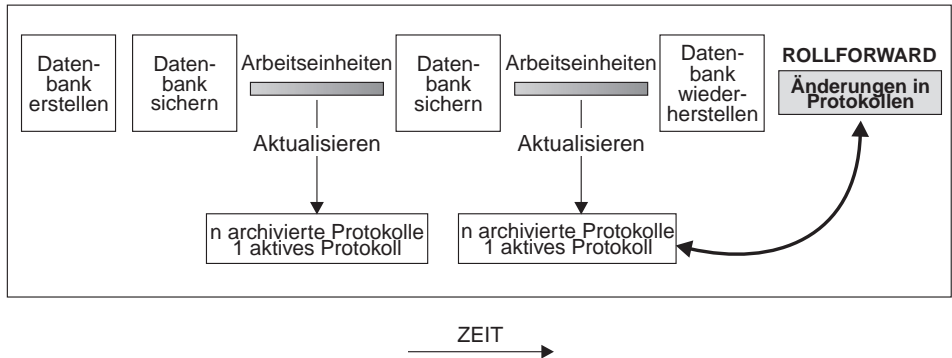 Daten-
bank
erstellen
Daten-
bank
sichern
Arbeitseinheiten
Aktualisieren
n archivierte Protokolle
1 aktives Protokoll
Daten-
bank
sichern
Arbeitseinheiten
Aktualisieren
n archivierte Protokolle
1 aktives Protokoll
Daten-
bank
wieder-
herstellen
ROLLFORWARD
Änderungen in
Protokollen
ZEIT